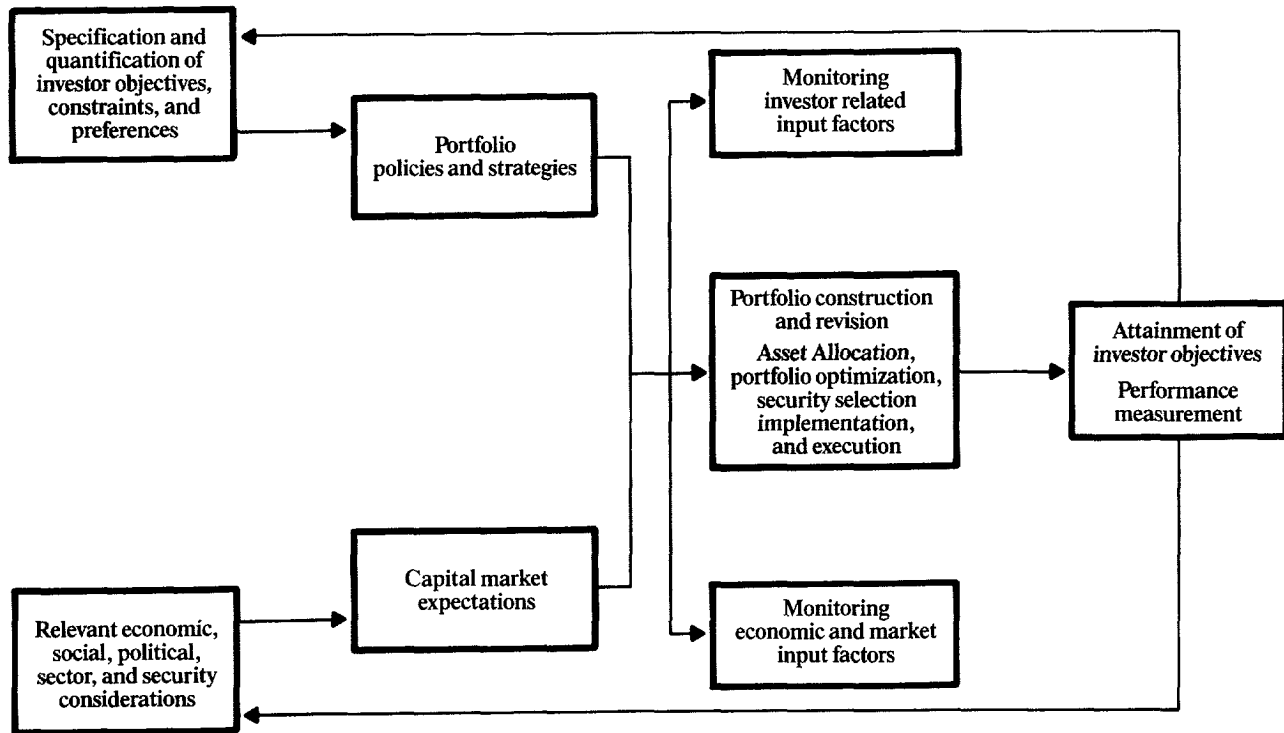 Specification and
quantification of
investor objectives,
constraints, and
preferences
Portfolio
policies and strategies
Monitoring
investor related
input factors
Portfolio construction
and revision
Asset Allocation,
portfolio optimization,
security selection
implementation,
and execution
Attainment of
investor objectives
Performance
measurement
Capital market
expectations
Relevant economic,
social, political,
sector, and security
considerations
Monitoring
economic and market
input factors